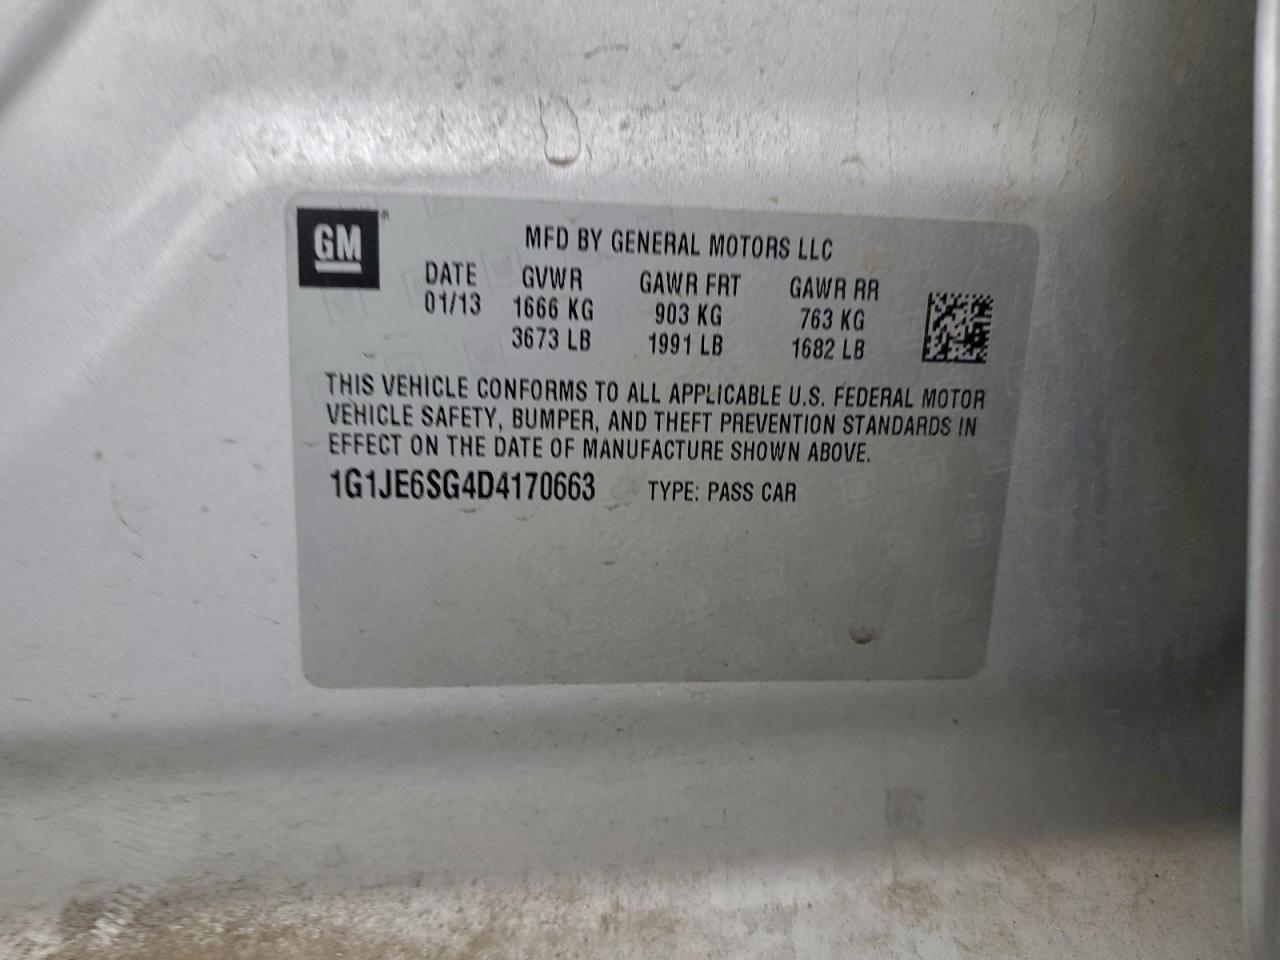 GM
MFD BY GENERAL MOTORS LLC
DATE GVWR GAWR FRT GAWR RR
01/13 1666 KG 903 KG 763 KG
3673 LB 1991 LB 1682 LB
THIS VEHICLE CONFORMS TO ALL APPLICABLE U.S. FEDERAL MOTOR
VEHICLE SAFETY, BUMPER, AND THEFT PREVENTION STANDARDS IN
EFFECT ON THE DATE OF MANUFACTURE SHOWN ABOVE.
1G1JE6SG4D4170663 TYPE: PASS CAR